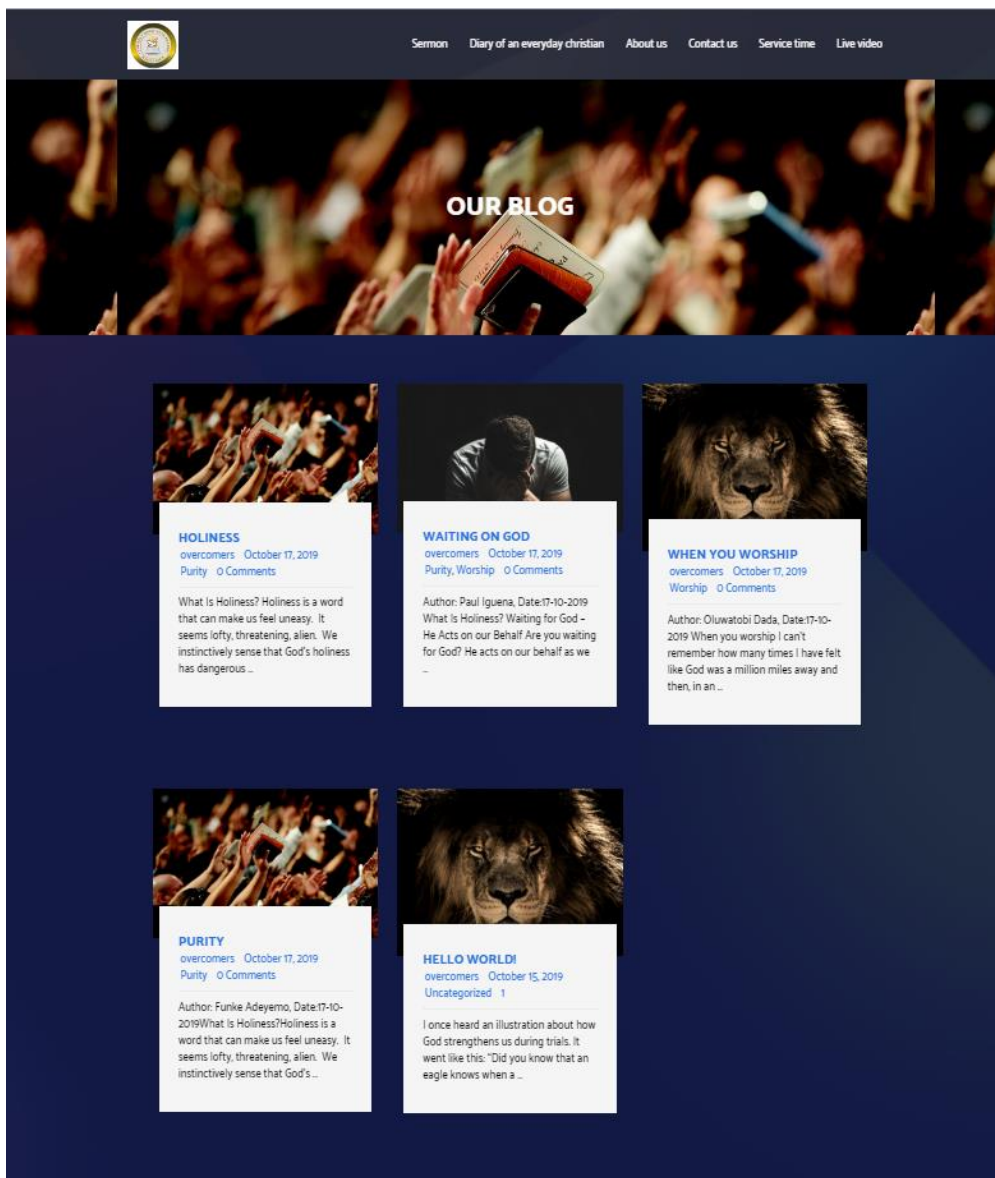 Sermon Diary of an everyday christian About us Contact us Service time Live video
OUR BLOG
HOLINESS
overcomers October 17, 2019
Purity 0 Comments
What Is Holiness? Holiness is a word
that can make us feel uneasy. It
seems lofty, threatening, alien. We
instinctively sense that God's holiness
has dangerous ...
WAITING ON GOD
overcomers October 17, 2019
Purity, Worship 0 Comments
Author: Paul Iguena, Date:17-10-2019
What Is Holiness? Waiting for God –
He Acts on our Behalf Are you waiting
for God? He acts on our behalf as we
...
WHEN YOU WORSHIP
overcomers October 17, 2019
Worship 0 Comments
Author: Oluwatobi Dada, Date:17-10-
2019 When you worship I can't
remember how many times I have felt
like God was a million miles away and
then, in an ...
PURITY
overcomers October 17, 2019
Purity 0 Comments
Author: Funke Adeyemo, Date:17-10-
2019What Is Holiness?Holiness is a
word that can make us feel uneasy. It
seems lofty, threatening, alien. We
instinctively sense that God's ...
HELLO WORLD!
overcomers October 15, 2019
Uncategorized 1
I once heard an illustration about how
God strengthens us during trials. It
went like this: "Did you know that an
eagle knows when a ...